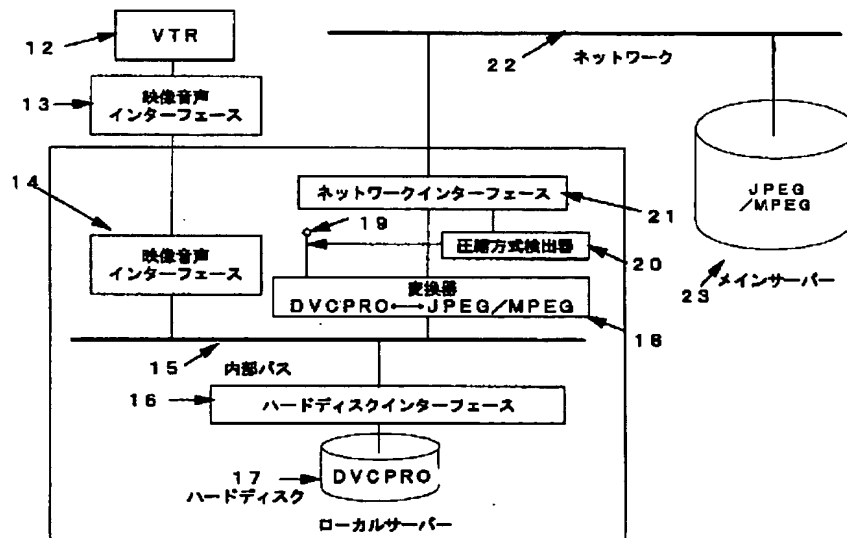 12
VTR
22
ネットワーク
13
映像音声
インターフェース
14
ネットワークインターフェース
21
JPEG
/MPEG
19
圧縮方式検出器
20
映像音声
インターフェース
変換器
DVCPRO←→JPEG/MPEG
18
23
メインサーバー
15
内部バス
16
ハードディスクインターフェース
17
ハードディスク
DVCPRO
ローカルサーバー